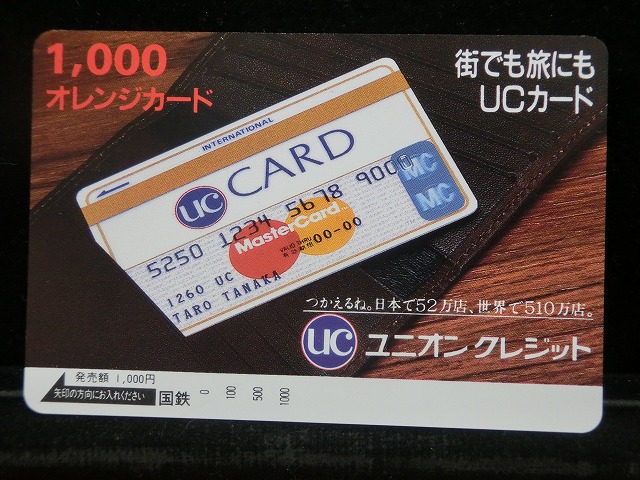 1,000
オレンジカード
街でも旅にも
UCカード
INTERNATIONAL
UC CARD
MC
MC
5250 1234 5678 9000
MasterCard
VALID THRU
00-00
1260 UC
TARO TANAKA
つかえるね。日本で52万店、世界で510万店。
UC ユニオンクレジット
発売額 1,000円
矢印の方向にお入れください
国鉄
0 100 500 1000